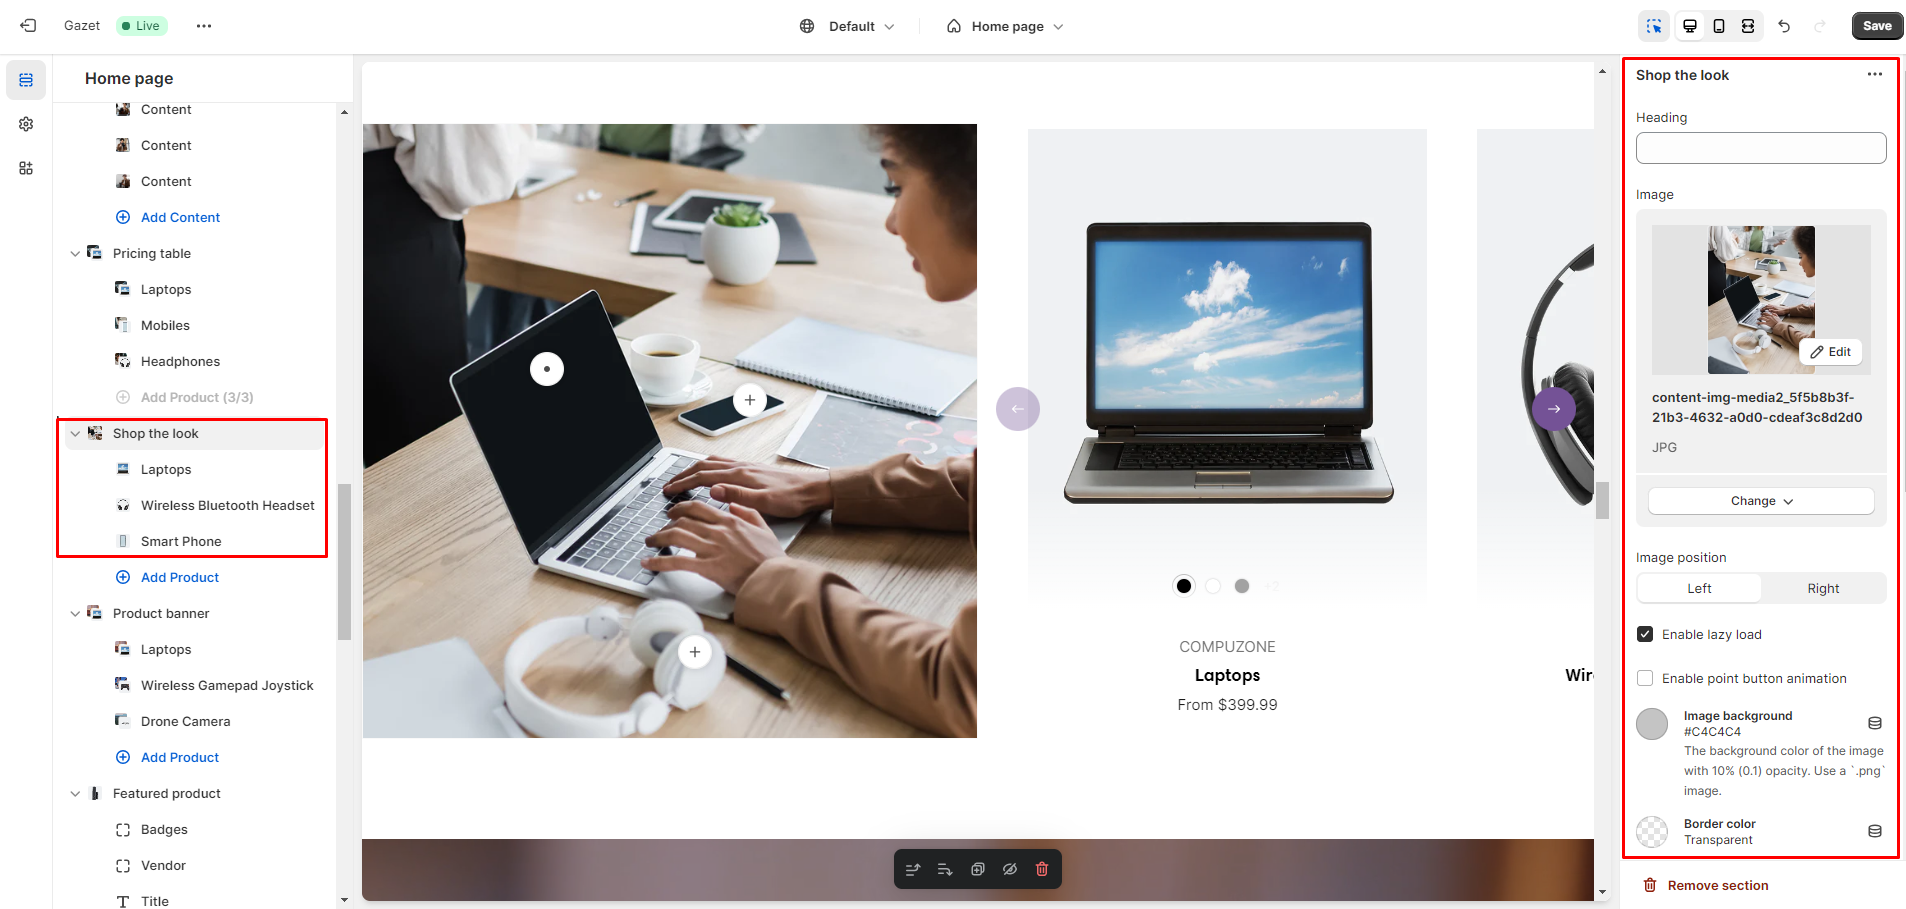 Gazet
Live
Default
Home page
Save
Home page
Content
Content
Content
Add Content
Pricing table
Laptops
Mobiles
Headphones
Add Product (3/3)
Shop the look
Laptops
Wireless Bluetooth Headset
Smart Phone
Add Product
Product banner
Laptops
Wireless Gamepad Joystick
Drone Camera
Add Product
Featured product
Badges
Vendor
Title
+2
COMPUZONE
Laptops
From $399.99
Shop the look
Heading
Image
Edit
content-img-media2_5f5b8b3f-
21b3-4632-a0d0-cdeaf3c8d2d0
JPG
Change
Image position
Left Right
Enable lazy load
Enable point button animation
Image background
#C4C4C4
The background color of the image
with 10% (0.1) opacity. Use a `.png`
image.
Border color
Transparent
Remove section